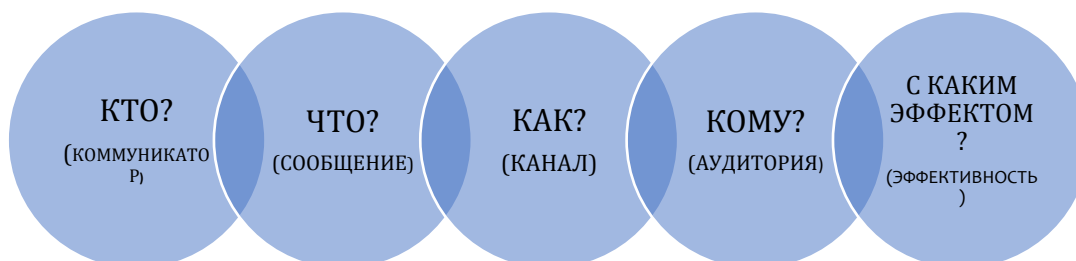 КТО?
(КОММУНИКАТО
Р)
ЧТО?
(СООБЩЕНИЕ)
КАК?
(КАНАЛ)
КОМУ?
(АУДИТОРИЯ)
С КАКИМ
ЭФФЕКТОМ
?
(ЭФФЕКТИВНОСТЬ
)